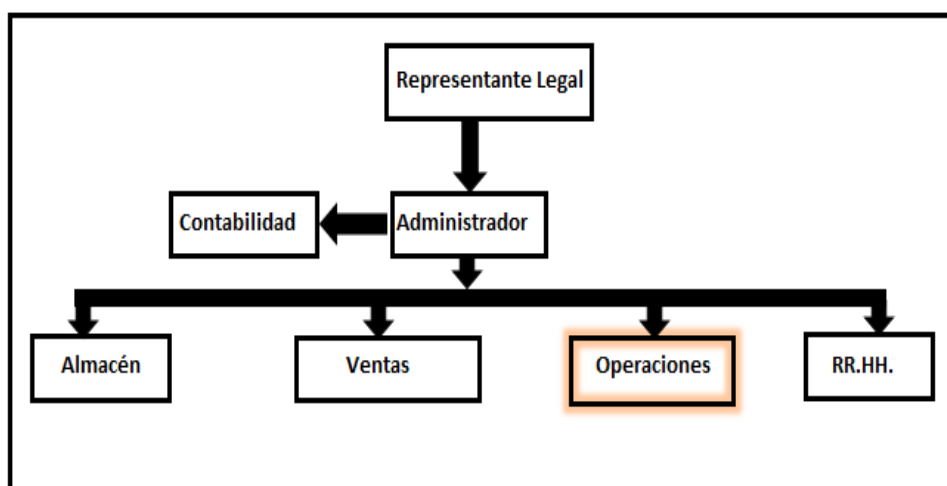 Representante Legal
Contabilidad
Administrador
Almacén
Ventas
Operaciones
RR.HH.